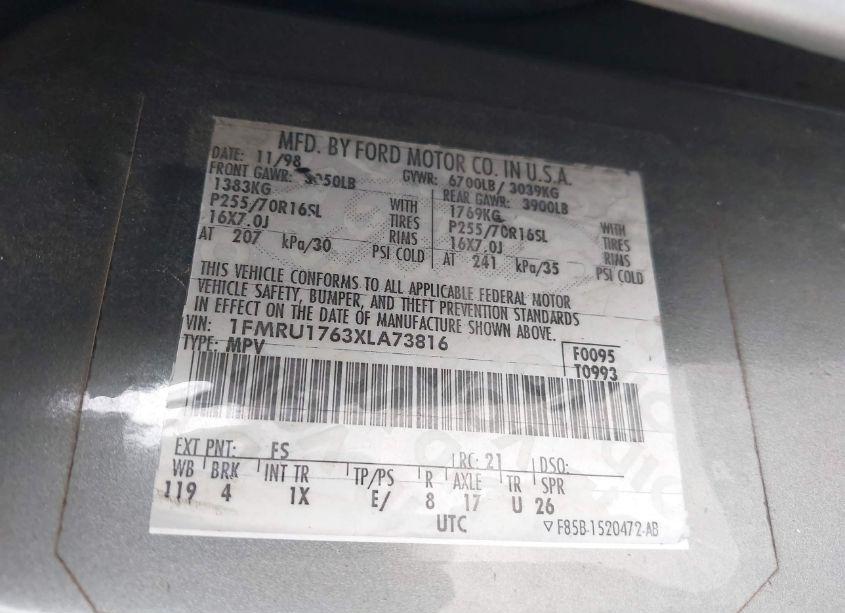 MFD. BY FORD MOTOR CO. IN U.S.A.
DATE: 11/98 GVWR: 6700LB/ 3039KG
FRONT GAWR: 3050LB REAR GAWR: 3900LB
1383KG WITH 1769KG WITH
P255/70R16SL TIRES P255/70R16SL TIRES
16X7.0J RIMS 16X7.0J RIMS
AT 207 kPa/30 PSI COLD AT 241 kPa/35 PSI COLD
THIS VEHICLE CONFORMS TO ALL APPLICABLE FEDERAL MOTOR
VEHICLE SAFETY, BUMPER, AND THEFT PREVENTION STANDARDS
IN EFFECT ON THE DATE OF MANUFACTURE SHOWN ABOVE.
VIN: 1FMRU1763XLA73816
TYPE: MPV
F0095
T0993
EXT PNT: FS RC: 21 DSO:
WB BRK INT TR TP/PS R AXLE TR SPR
119 4 1X E/ 8 17 U 26
UTC
F85B-1520472-AB